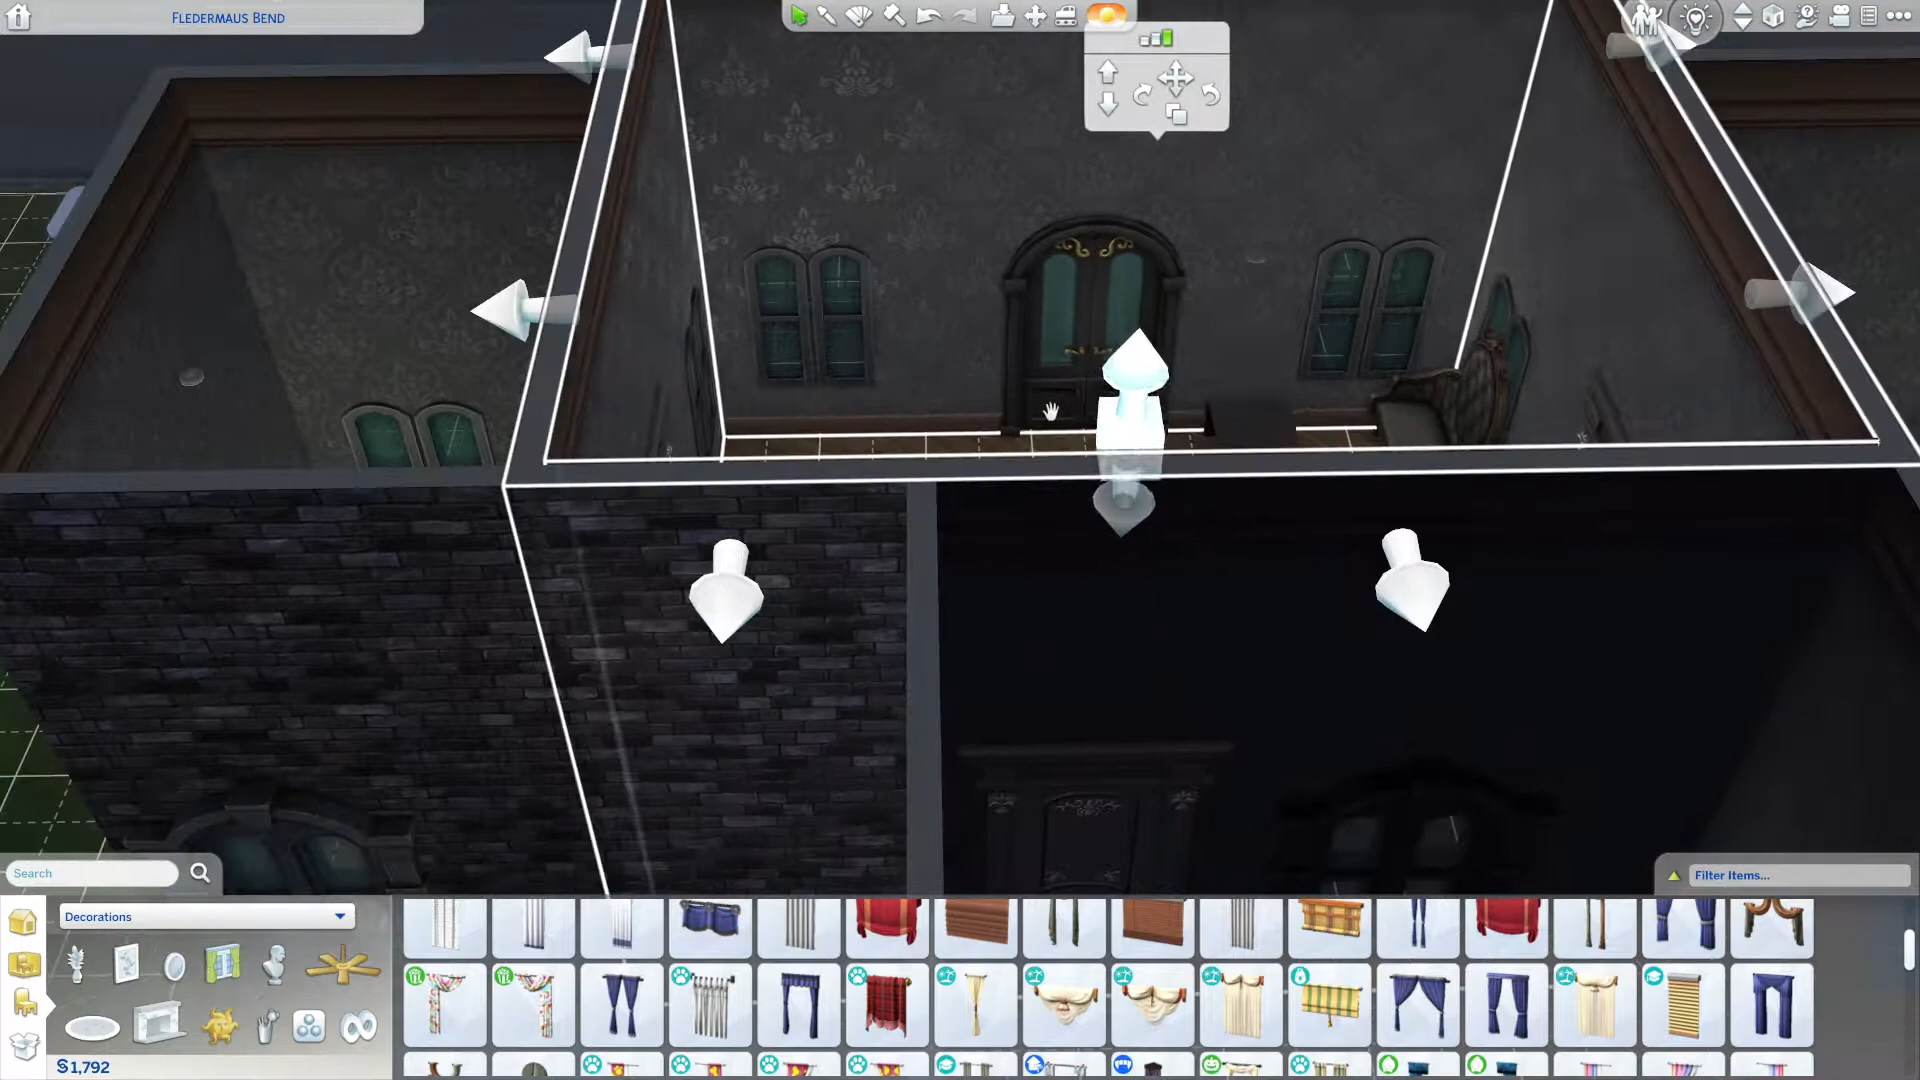 Fledermaus Bend
Search
Filter Items...
Decorations
§1,792